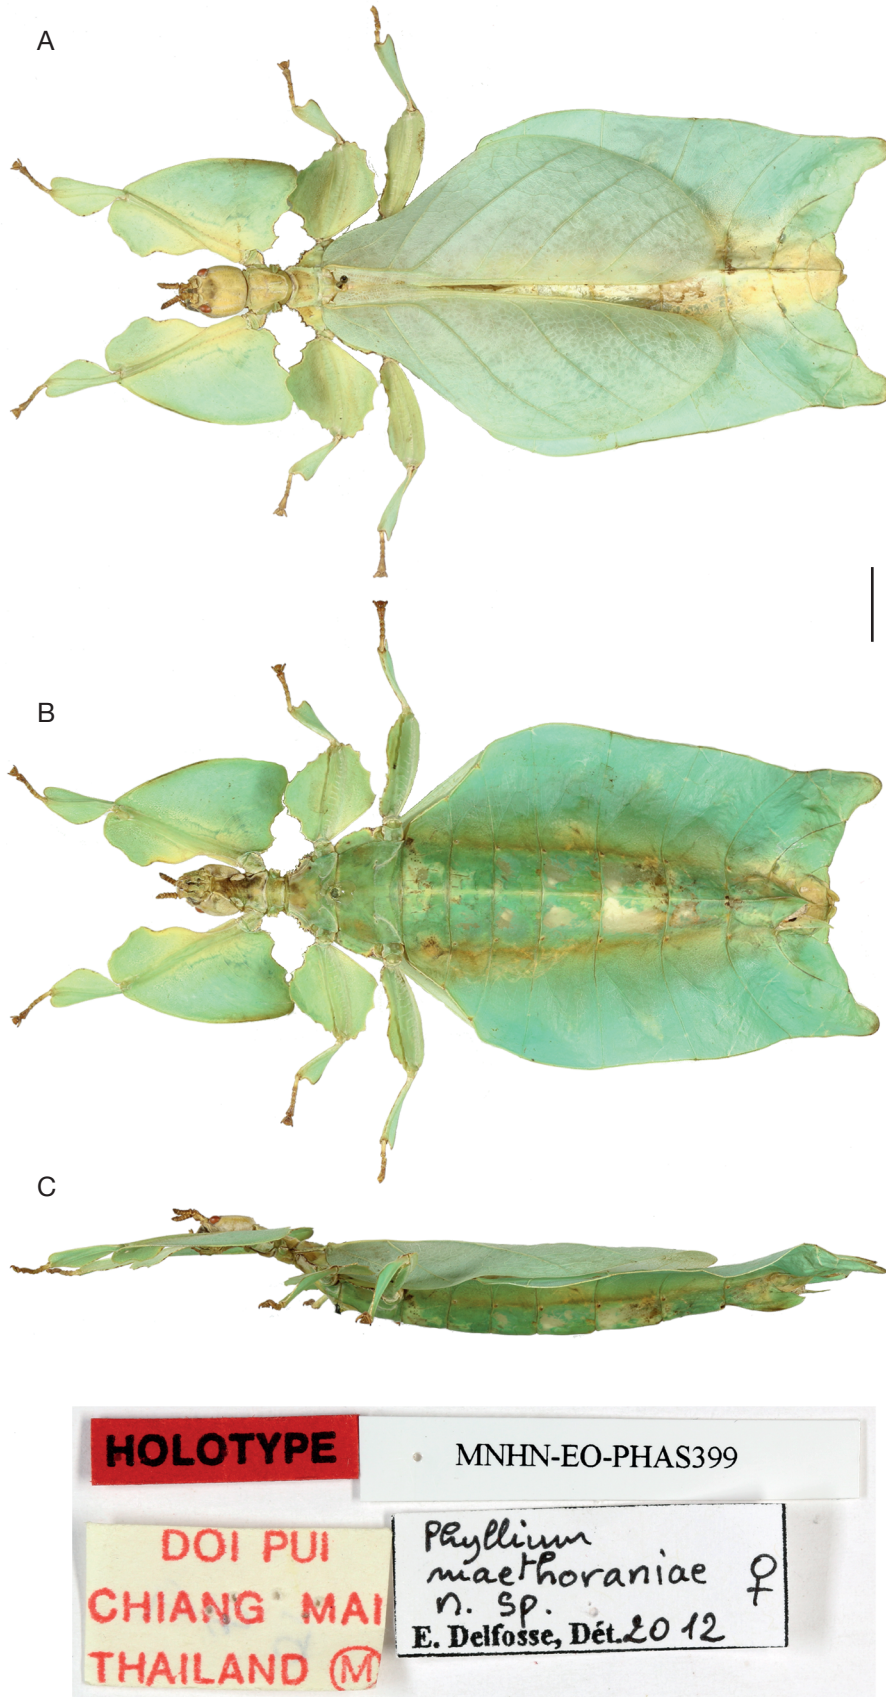 A
B
C
HOLOTYPE
MNHN-EO-PHAS399
DOI PUI
CHIANG MAI
THAILAND M
Phyllium
maethoraniae ♀
n. sp.
E. Delfosse, Dét. 2012